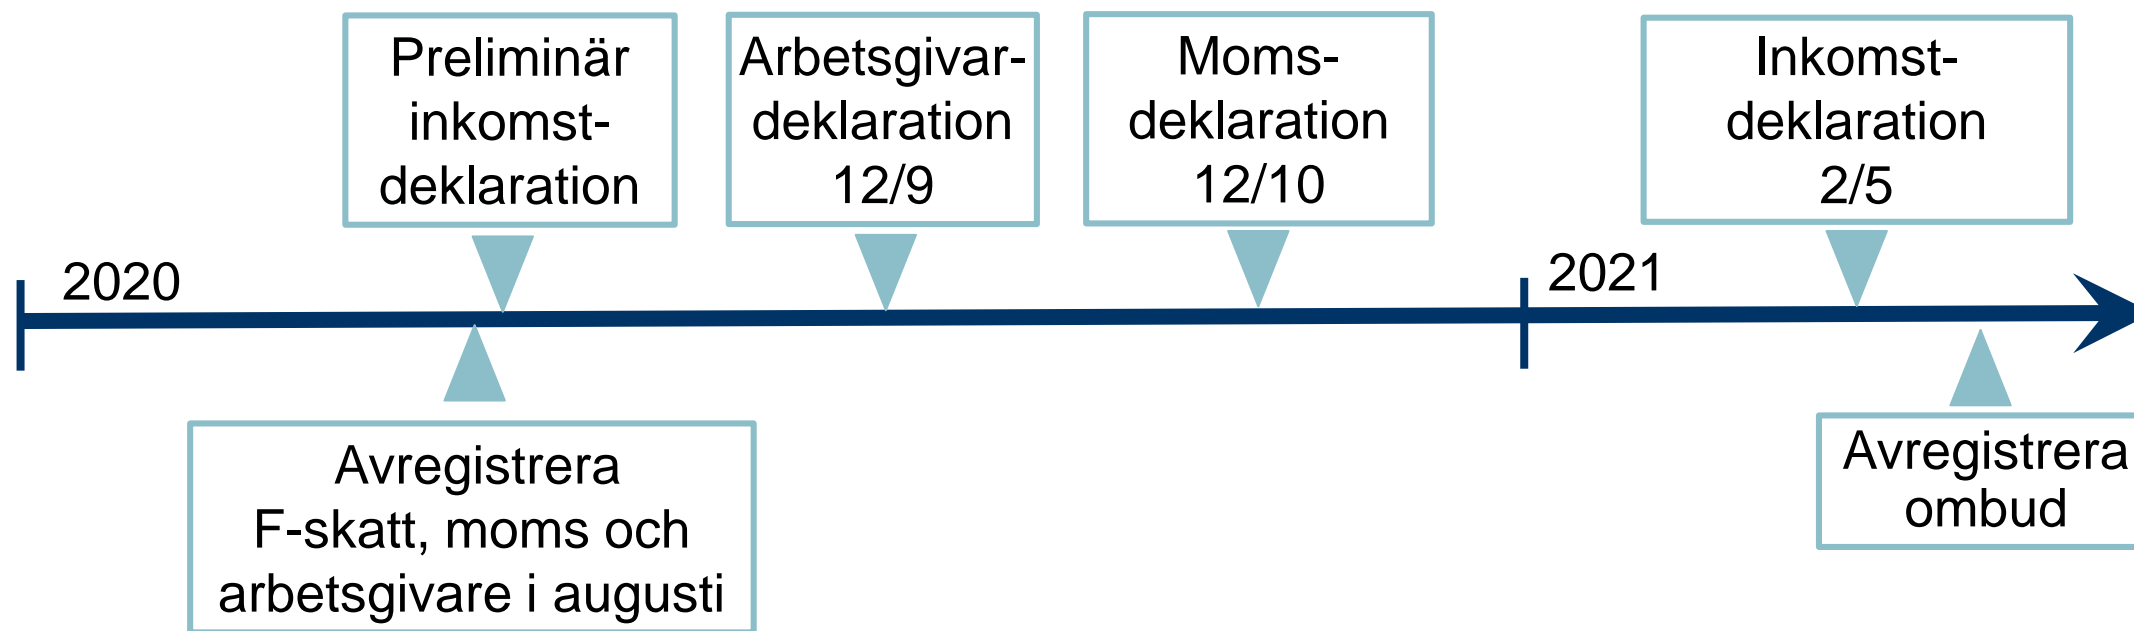 Preliminär
inkomst-
deklaration
Arbetsgivar-
deklaration
12/9
Moms-
deklaration
12/10
Inkomst-
deklaration
2/5
2020
2021
Avregistrera
F-skatt, moms och
arbetsgivare i augusti
Avregistrera
ombud